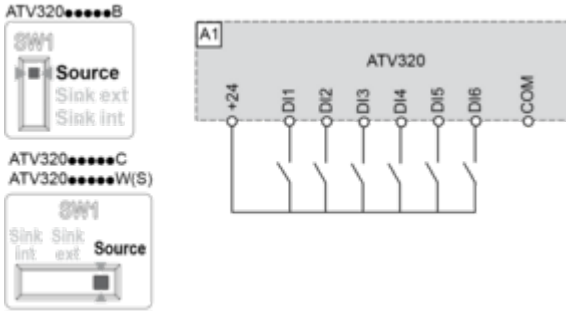 ATV320●●●●●B
SW1
Source
Sink ext
Sink int
ATV320●●●●●C
ATV320●●●●●W(S)
SW1
Sink int
Sink ext
Source
A1
ATV320
+24
DI1
DI2
DI3
DI4
DI5
DI6
COM